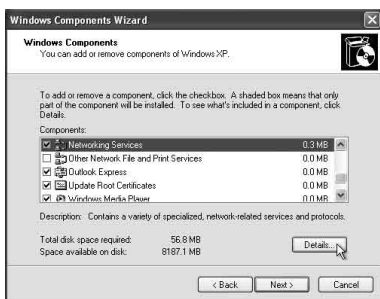 Windows Components Wizard
Windows Components
You can add or remove components of Windows XP.
To add or remove a component, click the checkbox. A shaded box means that only
part of the component will be installed. To see what's included in a component, click
Details.
Components:
Networking Services 0.3 MB
Other Network File and Print Services 0.0 MB
Outlook Express 0.0 MB
Update Root Certificates 0.0 MB
Windows Media Player 0.0 MB
Description: Contains a variety of specialized, network-related services and protocols.
Total disk space required: 56.8 MB
Space available on disk: 8187.1 MB
Details...
< Back
Next >
Cancel